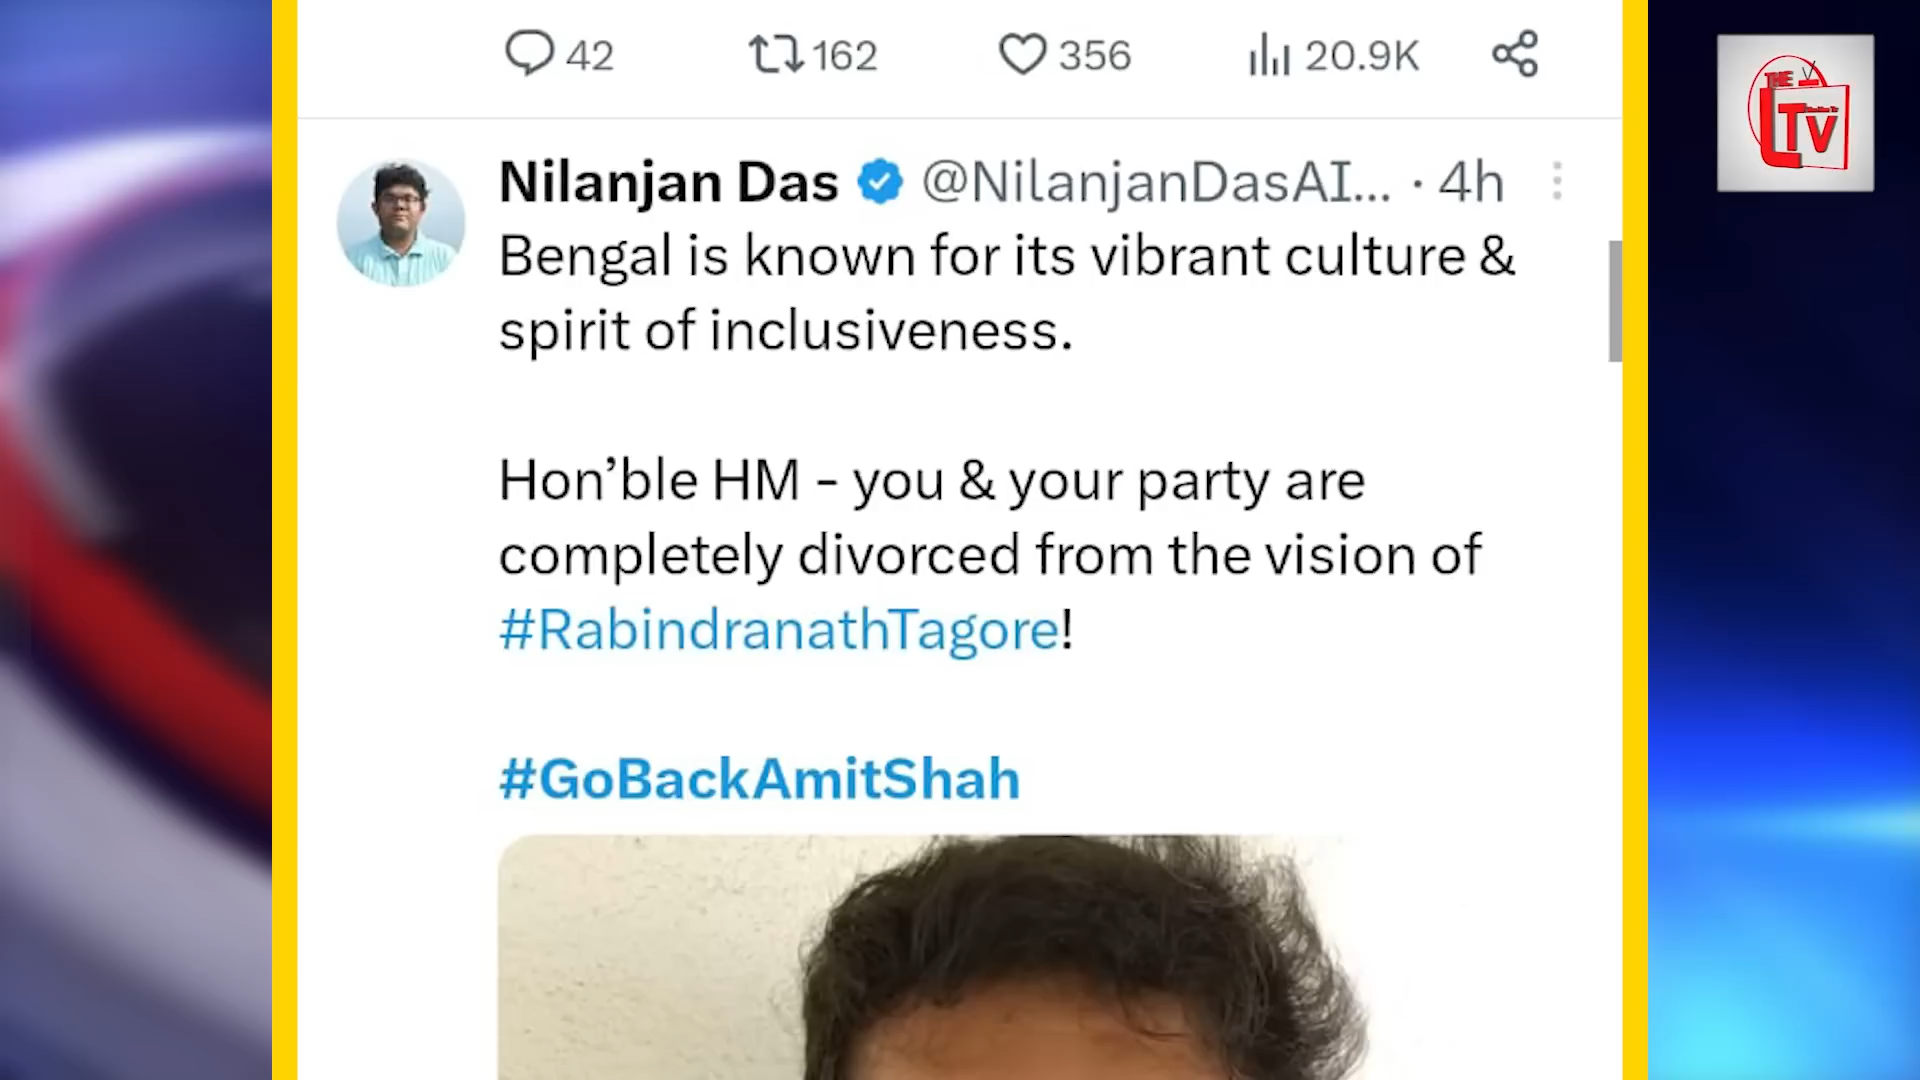 42 162 356 20.9K
THE
TV
Nilanjan Das @NilanjanDasAI... · 4h
Bengal is known for its vibrant culture &
spirit of inclusiveness.
Hon’ble HM - you & your party are
completely divorced from the vision of
#RabindranathTagore!
#GoBackAmitShah